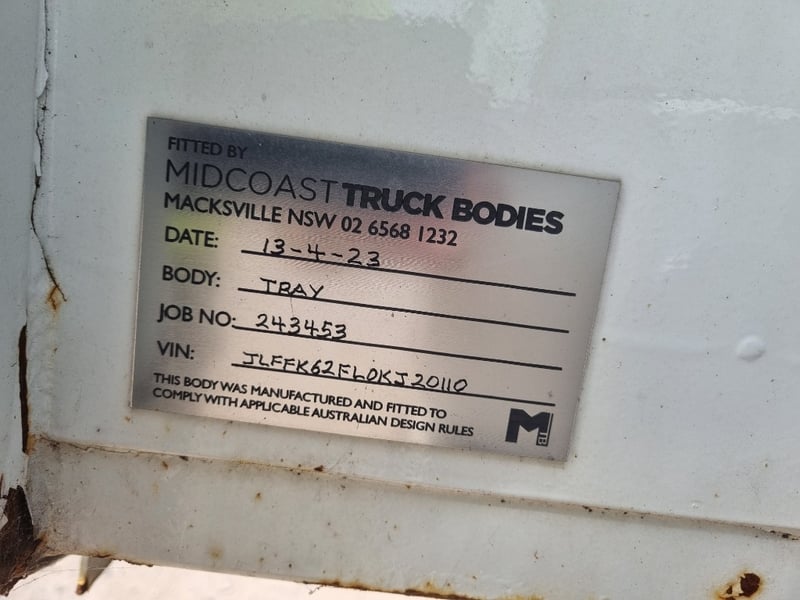 FITTED BY
MIDCOAST TRUCK BODIES
MACKSVILLE NSW 02 6568 1232
DATE: 13-4-23
BODY: TRAY
JOB NO: 243453
VIN: JLFFK62FL0KJ20110
THIS BODY WAS MANUFACTURED AND FITTED TO
COMPLY WITH APPLICABLE AUSTRALIAN DESIGN RULES
MTB